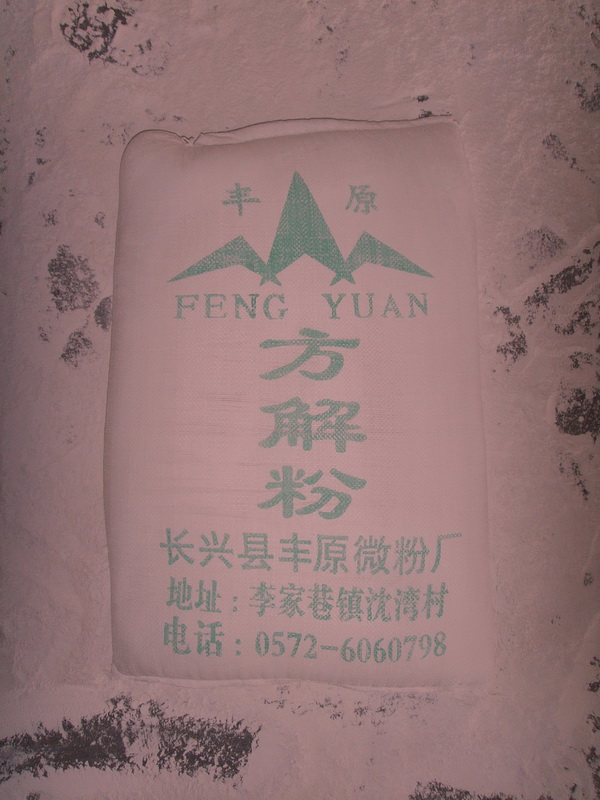 丰 原
FENG YUAN
方
解
粉
长兴县丰原微粉厂
地址：李家巷镇沈湾村
电话：0572-6060798